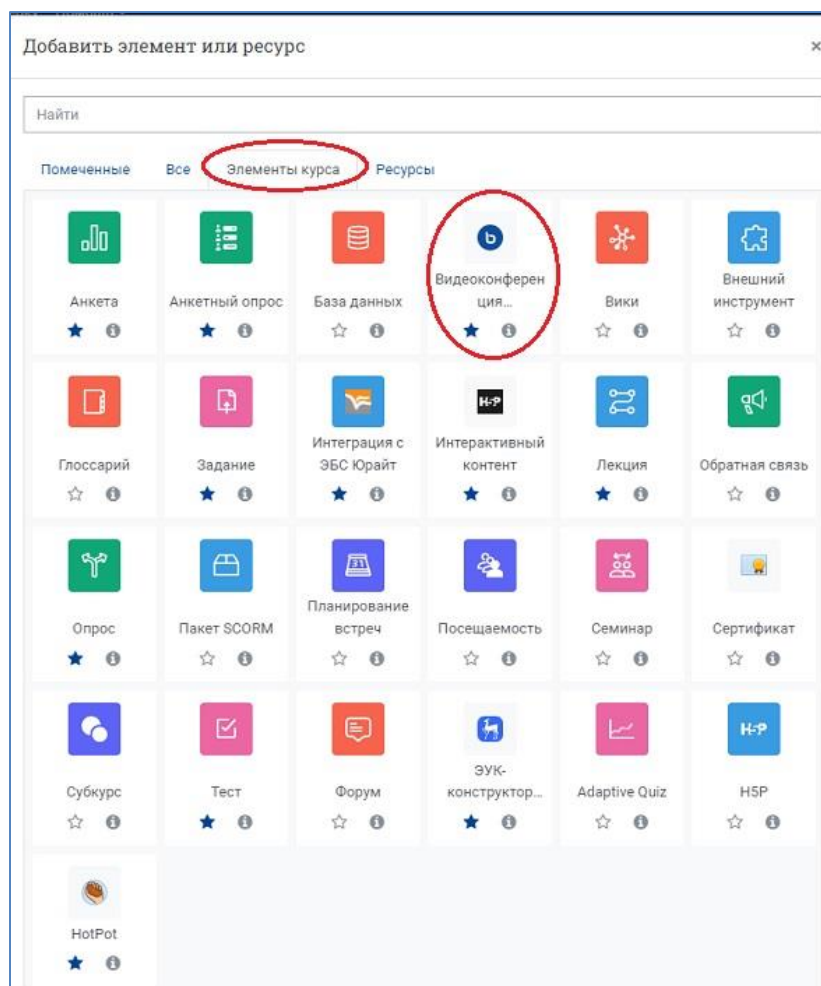 Добавить элемент или ресурс ×
Найти
Помеченные Все Элементы курса Ресурсы
Анкета
Анкетный опрос
База данных
b
Видеоконферен
ция...
Вики
Внешний
инструмент
Глоссарий
Задание
Интеграция с
ЭБС Юрайт
H-P
Интерактивный
контент
Лекция
Обратная связь
Опрос
Пакет SCORM
31
Планирование
встреч
Посещаемость
Семинар
Сертификат
Субкурс
Тест
Форум
ЭУК-
конструктор...
Adaptive Quiz
H-P
H5P
HotPot